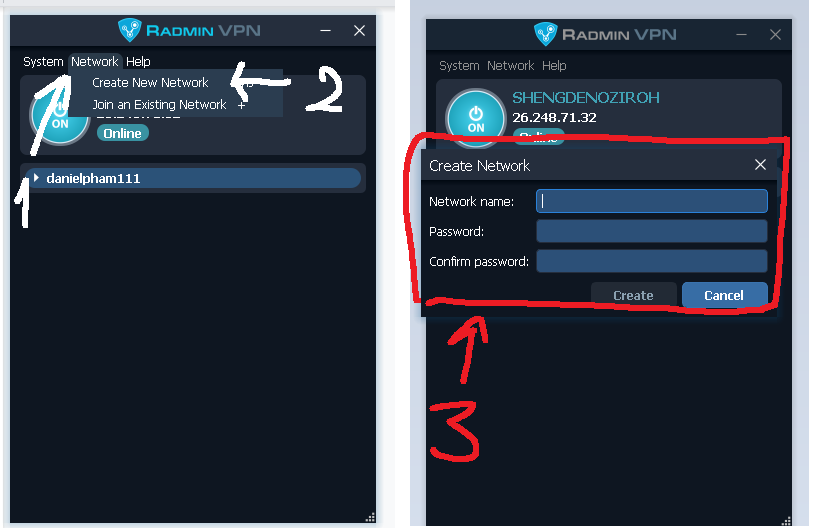 RADMIN VPN
System Network Help
Create New Network
2
Join an Existing Network +
ON
Online
1
danielpham111
RADMIN VPN
System Network Help
SHENGDENOZIROH
26.248.71.32
ON
Online
Create Network
Network name:
Password:
Confirm password:
Create Cancel
3